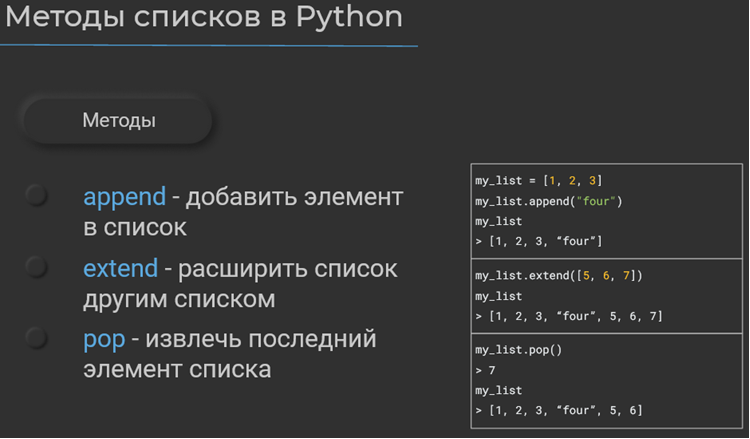 Методы списков в Python
Методы
append - добавить элемент
в список
extend - расширить список
другим списком
pop - извлечь последний
элемент списка
my_list = [1, 2, 3]
my_list.append("four")
my_list
> [1, 2, 3, “four”]
my_list.extend([5, 6, 7])
my_list
> [1, 2, 3, “four”, 5, 6, 7]
my_list.pop()
> 7
my_list
> [1, 2, 3, “four”, 5, 6]